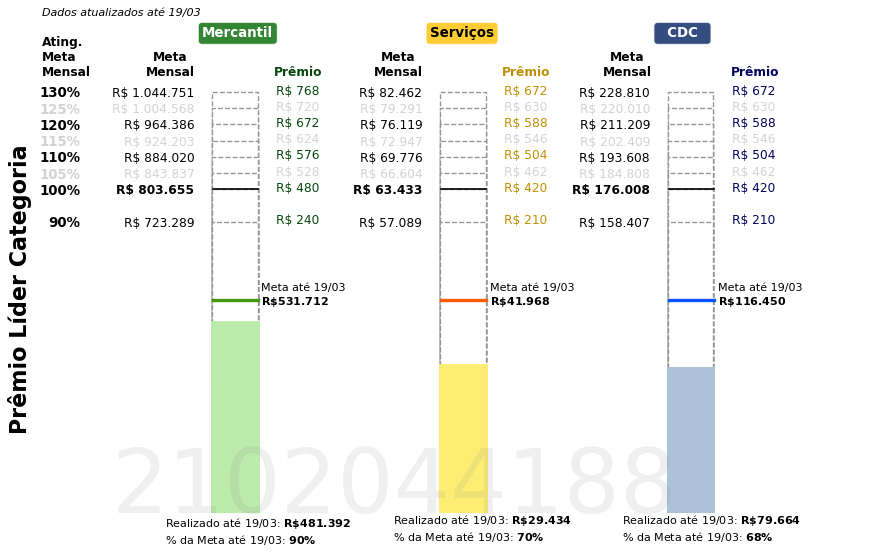 Dados atualizados até 19/03
Mercantil Serviços CDC
Ating. Meta Mensal Meta Mensal Prêmio Meta Mensal Prêmio Meta Mensal Prêmio
130% R$ 1.044.751 R$ 768 R$ 82.462 R$ 672 R$ 228.810 R$ 672
125% R$ 1.004.568 R$ 720 R$ 79.291 R$ 630 R$ 220.010 R$ 630
120% R$ 964.386 R$ 672 R$ 76.119 R$ 588 R$ 211.209 R$ 588
115% R$ 924.203 R$ 624 R$ 72.947 R$ 546 R$ 202.409 R$ 546
110% R$ 884.020 R$ 576 R$ 69.776 R$ 504 R$ 193.608 R$ 504
105% R$ 843.837 R$ 528 R$ 66.604 R$ 462 R$ 184.808 R$ 462
100% R$ 803.655 R$ 480 R$ 63.433 R$ 420 R$ 176.008 R$ 420
90% R$ 723.289 R$ 240 R$ 57.089 R$ 210 R$ 158.407 R$ 210
Prêmio Líder Categoria
Meta até 19/03 Meta até 19/03 Meta até 19/03
R$531.712 R$41.968 R$116.450
2102044188
Realizado até 19/03: R$481.392 Realizado até 19/03: R$29.434 Realizado até 19/03: R$79.664
% da Meta até 19/03: 90% % da Meta até 19/03: 70% % da Meta até 19/03: 68%